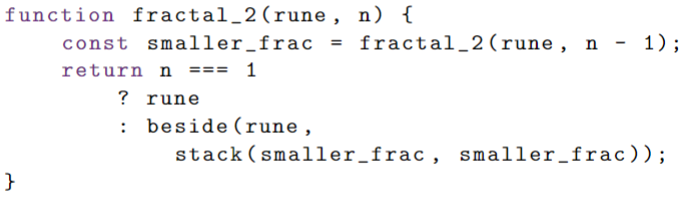 function fractal_2(rune, n) {
    const smaller_frac = fractal_2(rune, n - 1);
    return n === 1
        ? rune
        : beside(rune,
            stack(smaller_frac, smaller_frac));
}